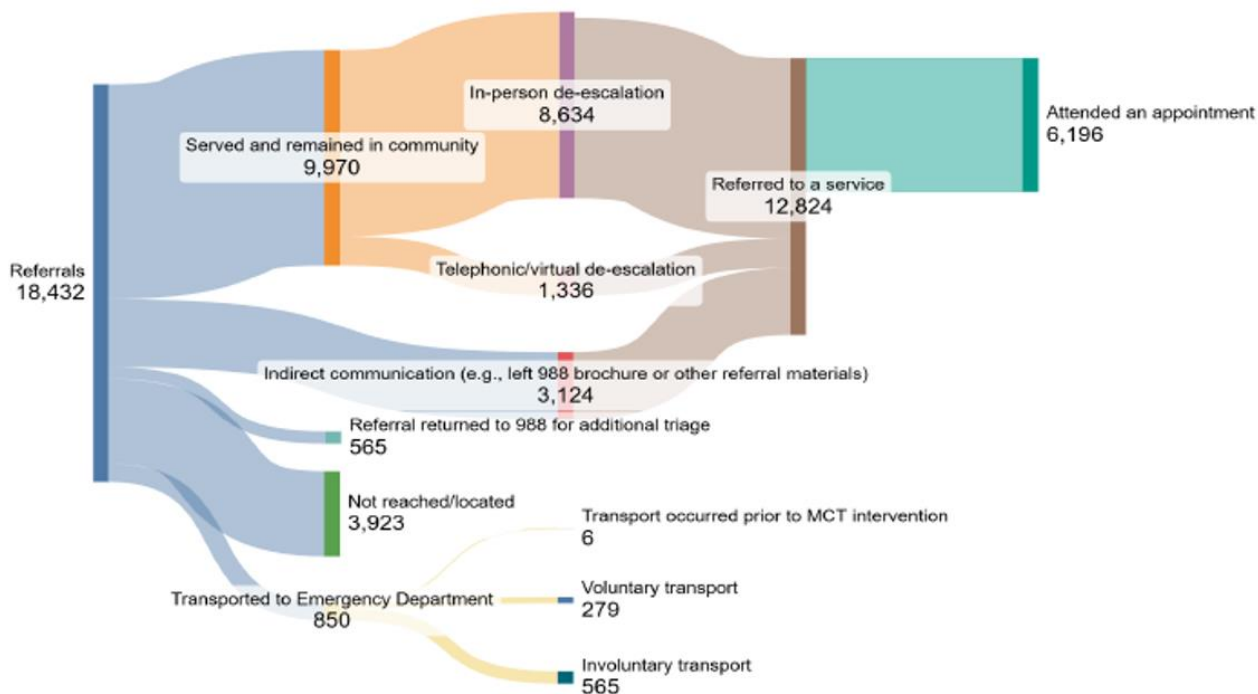 In-person de-escalation
8,634
Attended an appointment
6,196
Served and remained in community
9,970
Referred to a service
12,824
Referrals
18,432
Telephonic/virtual de-escalation
1,336
Indirect communication (e.g., left 988 brochure or other referral materials)
3,124
Referral returned to 988 for additional triage
565
Not reached/located
3,923
Transport occurred prior to MCT intervention
6
Transported to Emergency Department
850
Voluntary transport
279
Involuntary transport
565